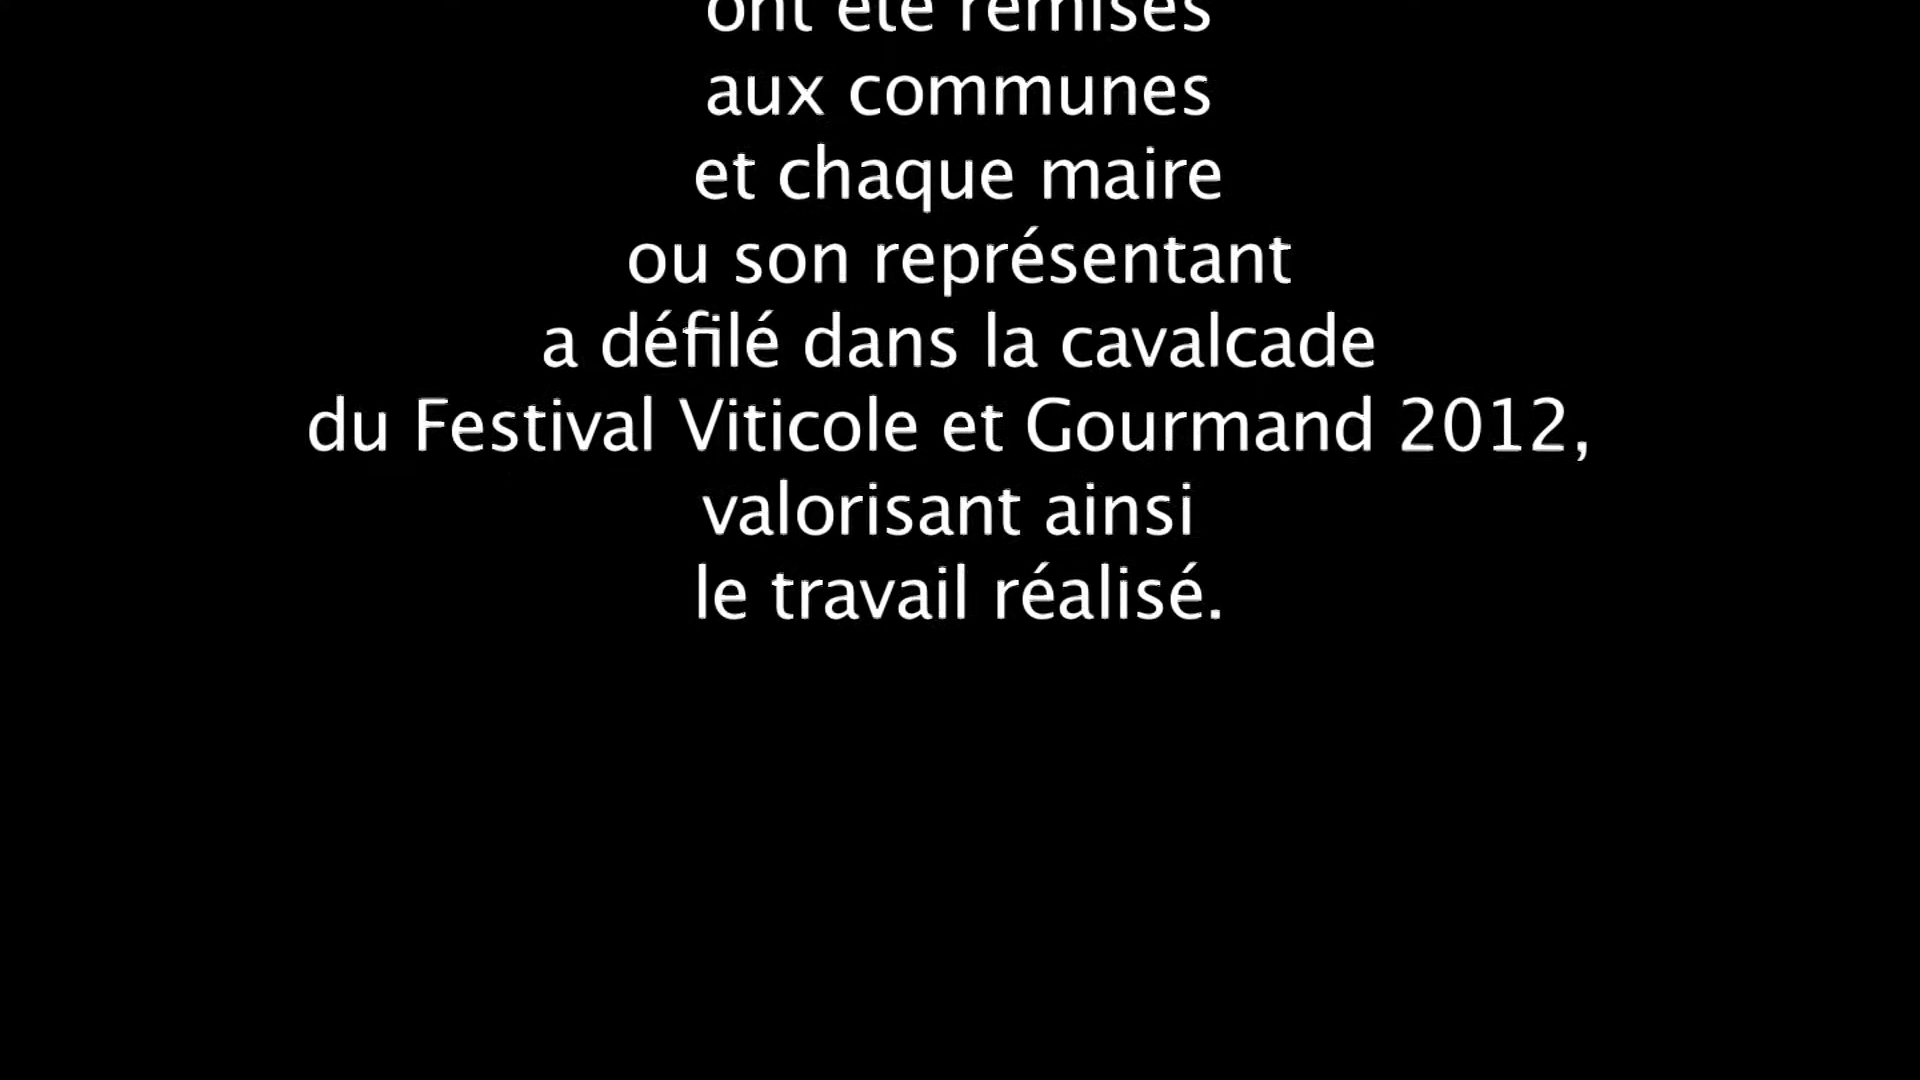 ont été remises
aux communes
et chaque maire
ou son représentant
a défilé dans la cavalcade
du Festival Viticole et Gourmand 2012,
valorisant ainsi
le travail réalisé.